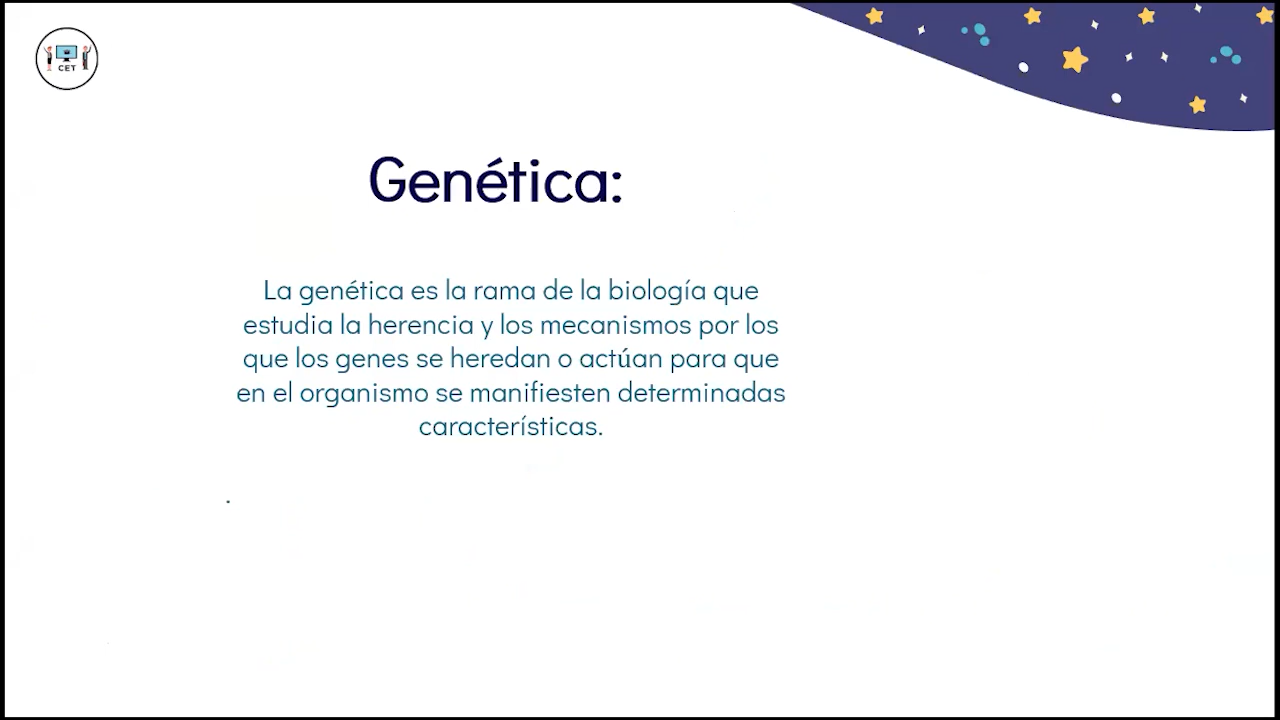 CET
Genética:
La genética es la rama de la biología que
estudia la herencia y los mecanismos por los
que los genes se heredan o actúan para que
en el organismo se manifiesten determinadas
características.